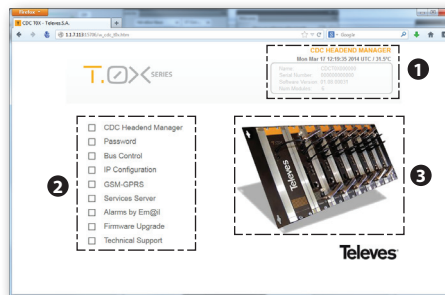 Firefox
CDC T0X - Televes S.A.
Google
CDC HEADEND MANAGER
Mon Mar 17 12:19:35 2014 UTC / 31.5ºC
Name
Serial Number
Software Version
Num Modules
T.0X SERIES
1
CDC Headend Manager
Password
Bus Control
IP Configuration
GSM-GPRS
Services Server
Alarms by Em@il
Firmware Upgrade
Technical Support
2
Televes
3
Televes